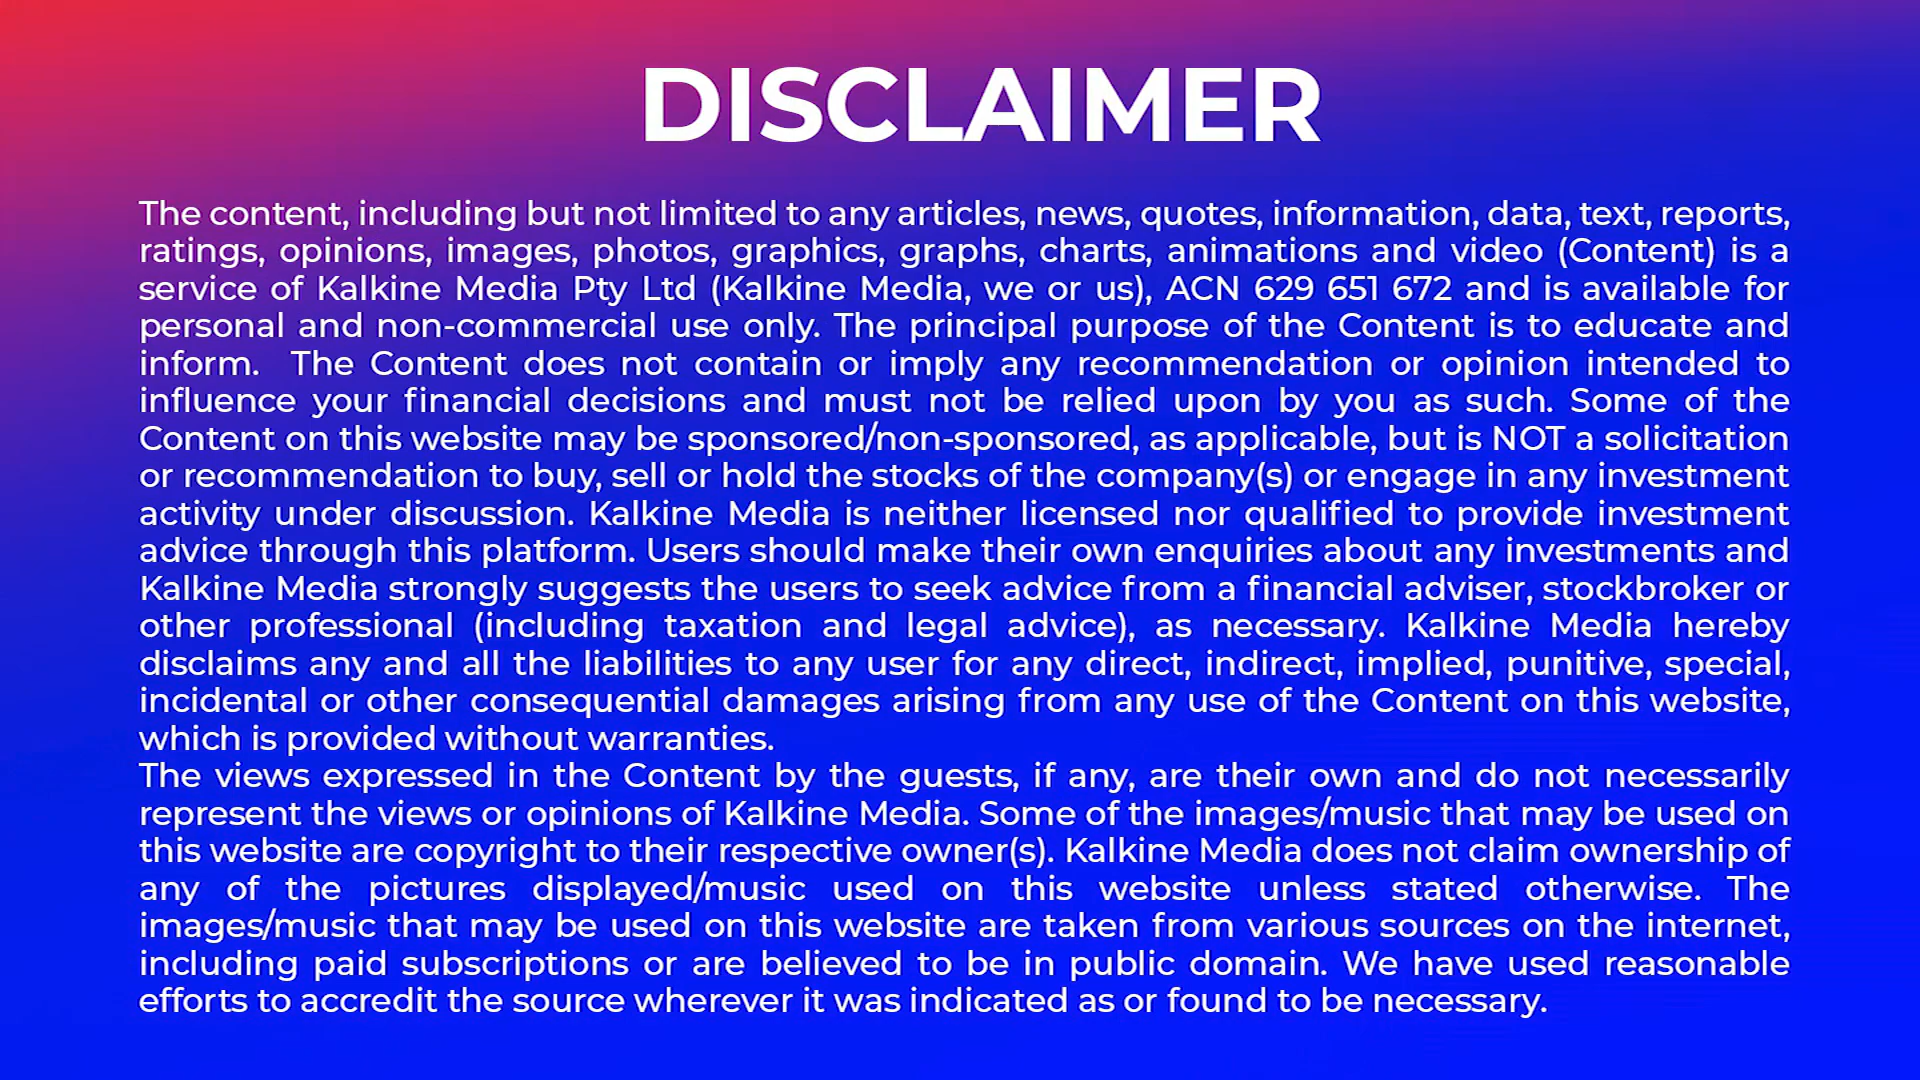 DISCLAIMER
The content, including but not limited to any articles, news, quotes, information, data, text, reports,
ratings, opinions, images, photos, graphics, graphs, charts, animations and video (Content) is a
service of Kalkine Media Pty Ltd (Kalkine Media, we or us), ACN 629 651 672 and is available for
personal and non-commercial use only. The principal purpose of the Content is to educate and
inform.  The Content does not contain or imply any recommendation or opinion intended to
influence your financial decisions and must not be relied upon by you as such. Some of the
Content on this website may be sponsored/non-sponsored, as applicable, but is NOT a solicitation
or recommendation to buy, sell or hold the stocks of the company(s) or engage in any investment
activity under discussion. Kalkine Media is neither licensed nor qualified to provide investment
advice through this platform. Users should make their own enquiries about any investments and
Kalkine Media strongly suggests the users to seek advice from a financial adviser, stockbroker or
other professional (including taxation and legal advice), as necessary. Kalkine Media hereby
disclaims any and all the liabilities to any user for any direct, indirect, implied, punitive, special,
incidental or other consequential damages arising from any use of the Content on this website,
which is provided without warranties.
The views expressed in the Content by the guests, if any, are their own and do not necessarily
represent the views or opinions of Kalkine Media. Some of the images/music that may be used on
this website are copyright to their respective owner(s). Kalkine Media does not claim ownership of
any of the pictures displayed/music used on this website unless stated otherwise. The
images/music that may be used on this website are taken from various sources on the internet,
including paid subscriptions or are believed to be in public domain. We have used reasonable
efforts to accredit the source wherever it was indicated as or found to be necessary.